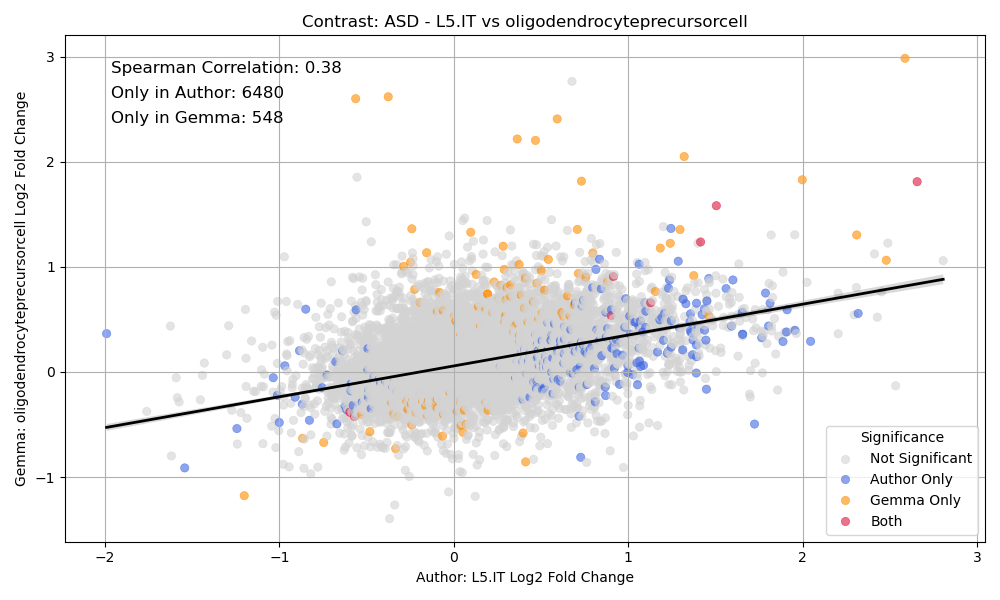 Contrast: ASD - L5.IT vs oligodendrocyteprecursorcell
Spearman Correlation: 0.38
Only in Author: 6480
Only in Gemma: 548
Gemma: oligodendrocyteprecursorcell Log2 Fold Change
3
2
1
0
−1
Significance
Not Significant
Author Only
Gemma Only
Both
−2
−1
0
1
2
3
Author: L5.IT Log2 Fold Change